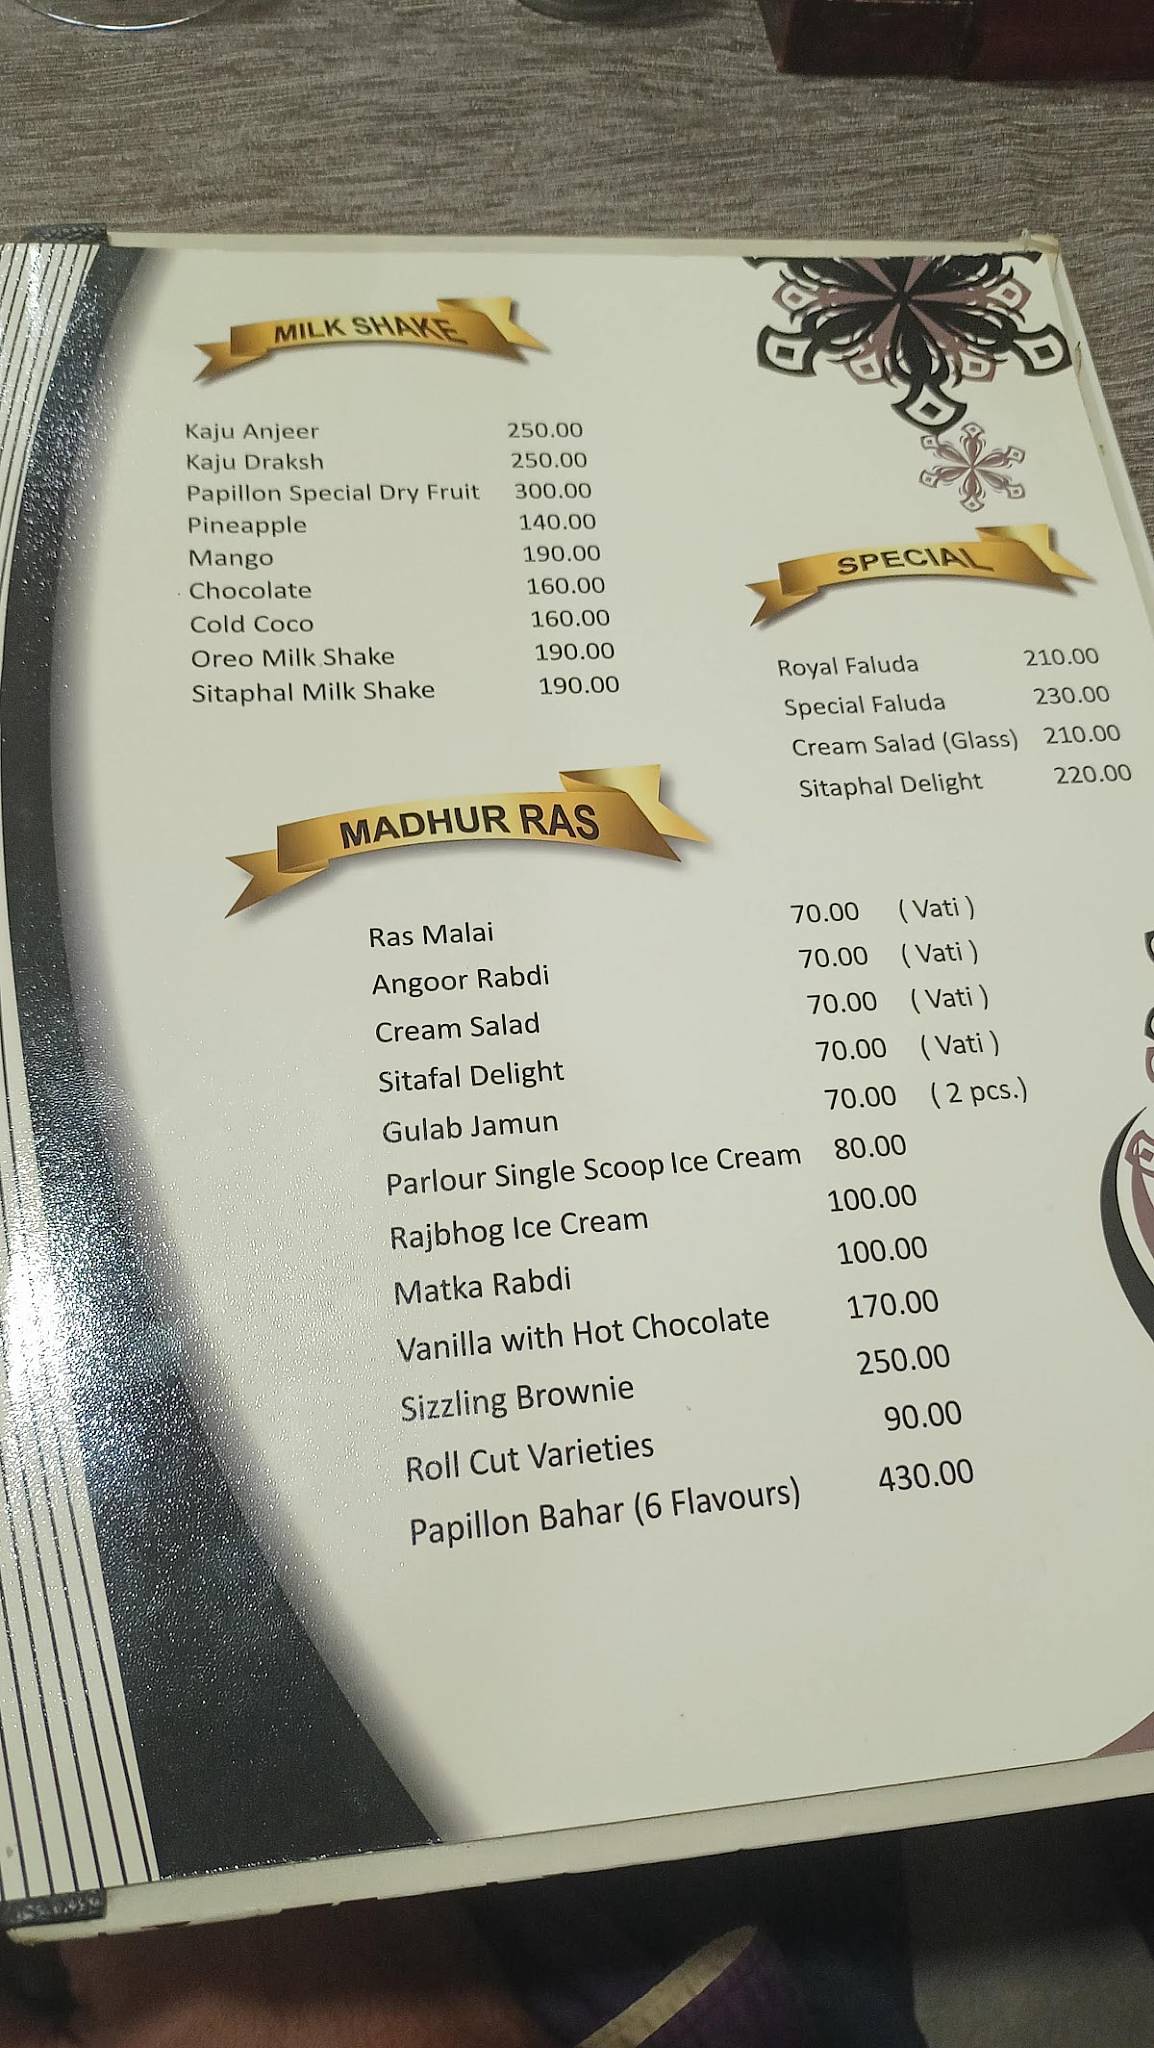 MILK SHAKE
Kaju Anjeer 250.00
Kaju Draksh 250.00
Papillon Special Dry Fruit 300.00
Pineapple 140.00
Mango 190.00
Chocolate 160.00
Cold Coco 160.00
Oreo Milk Shake 190.00
Sitaphal Milk Shake 190.00
SPECIAL
Royal Faluda 210.00
Special Faluda 230.00
Cream Salad (Glass) 210.00
Sitaphal Delight 220.00
MADHUR RAS
Ras Malai 70.00 ( Vati )
Angoor Rabdi 70.00 ( Vati )
Cream Salad 70.00 ( Vati )
Sitafal Delight 70.00 ( Vati )
Gulab Jamun 70.00 ( 2 pcs.)
Parlour Single Scoop Ice Cream 80.00
Rajbhog Ice Cream 100.00
Matka Rabdi 100.00
Vanilla with Hot Chocolate 170.00
Sizzling Brownie 250.00
Roll Cut Varieties 90.00
Papillon Bahar (6 Flavours) 430.00